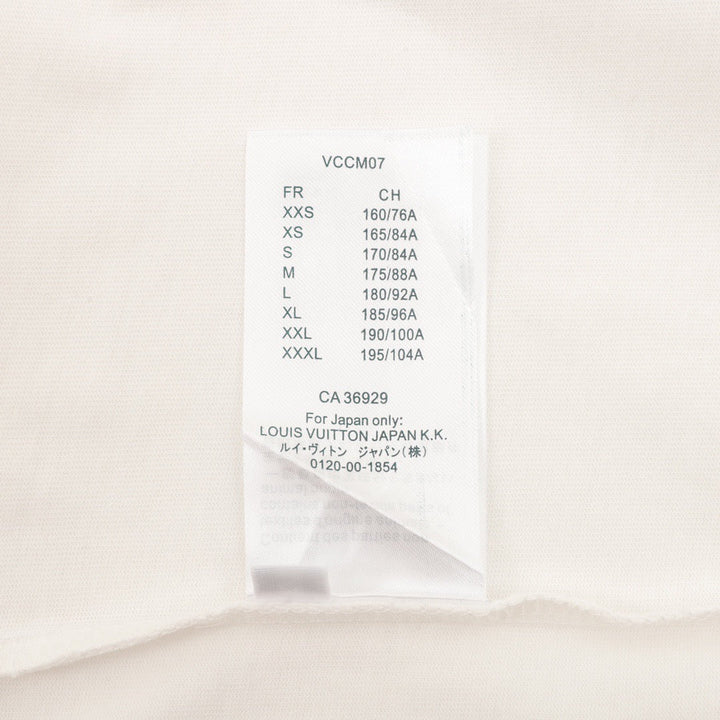 VCCM07
FR CH
XXS 160/76A
XS 165/84A
S 170/84A
M 175/88A
L 180/92A
XL 185/96A
XXL 190/100A
XXXL 195/104A
CA 36929
For Japan only:
LOUIS VUITTON JAPAN K.K.
ルイ・ヴィトン ジャパン(株)
0120-00-1854